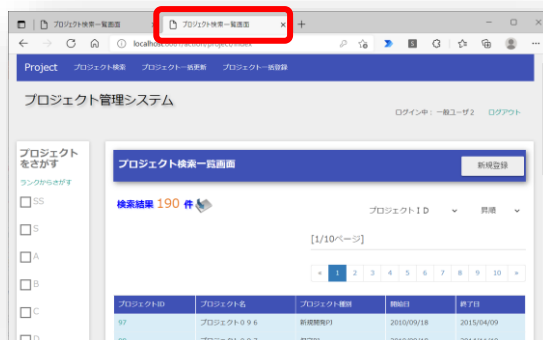 プロジェクト検索一覧画面
プロジェクト検索一覧画面
localhost
Project プロジェクト検索 プロジェクト一括更新 プロジェクト一括登録
プロジェクト管理システム
ログイン中: 一般ユーザ2 ログアウト
プロジェクト
をさがす
ランクからさがす
SS
S
A
B
C
D
プロジェクト検索一覧画面
新規登録
検索結果 190 件
プロジェクトID 昇順
[1/10ページ]
« 1 2 3 4 5 6 7 8 9 10 »
プロジェクトID プロジェクト名 プロジェクト種別 開始日 終了日
97 プロジェクト096 新規開発PJ 2010/09/18 2015/04/09